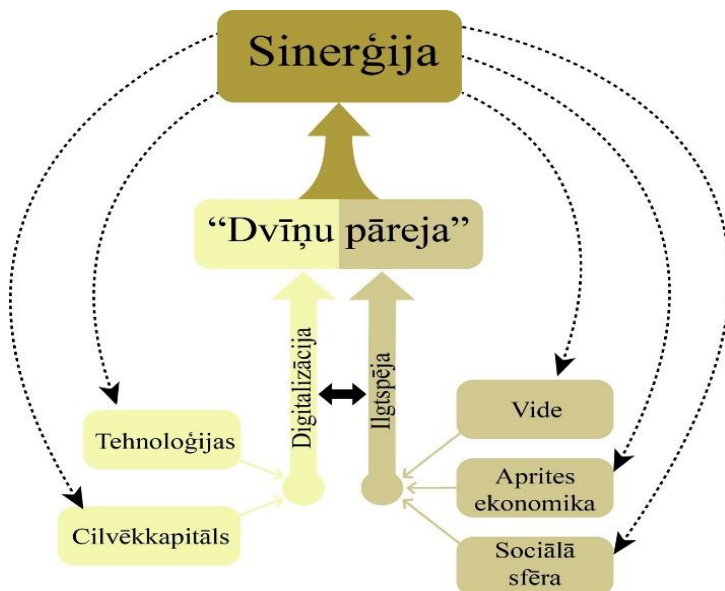 Sinerģija
“Dvīņu pāreja”
Digitalizācija
Ilgtspēja
Tehnoloģijas
Cilvēkkapitāls
Vide
Aprites
ekonomika
Sociālā
sfēra